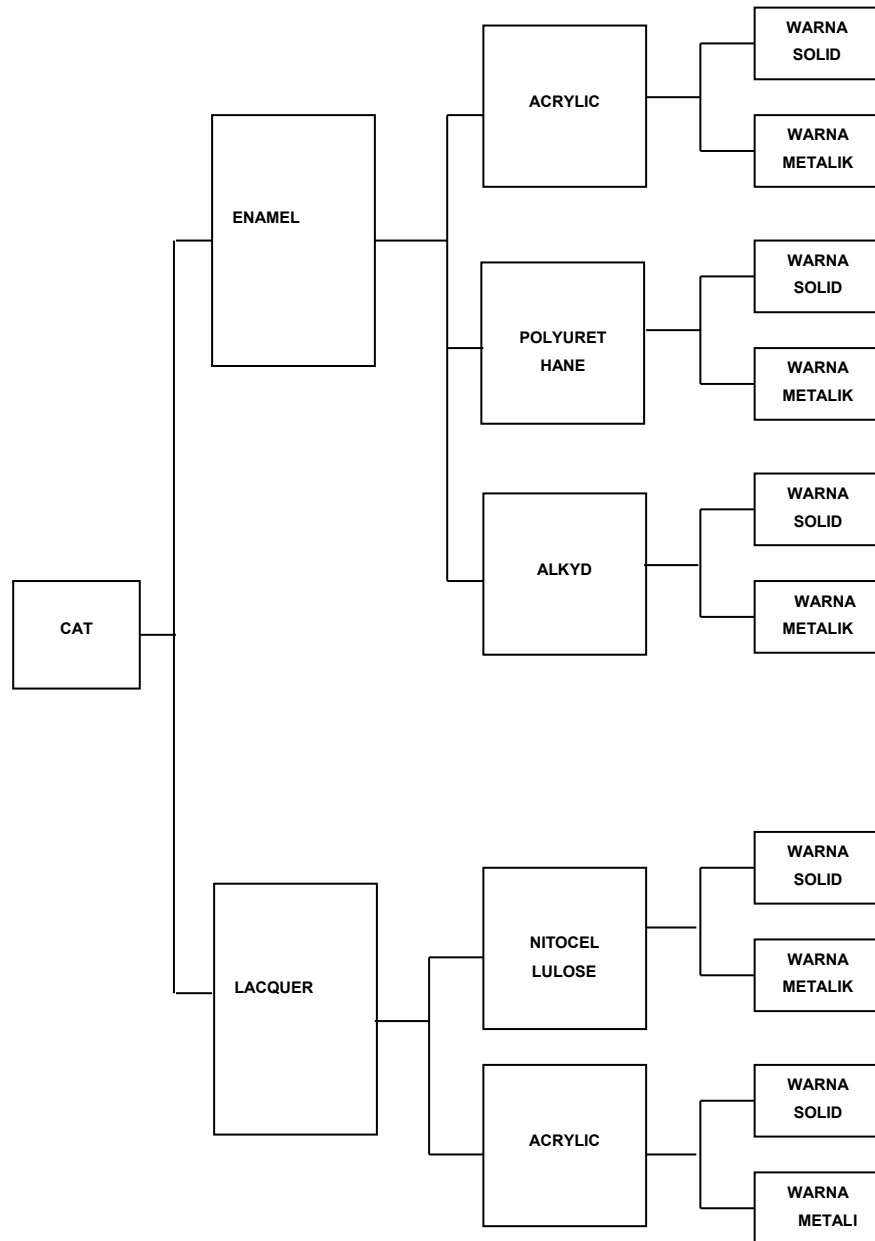 WARNA
SOLID
ACRYLIC
WARNA
METALIK
ENAMEL
WARNA
SOLID
POLYURET
HANE
WARNA
METALIK
WARNA
SOLID
ALKYD
WARNA
METALIK
CAT
WARNA
SOLID
NITOCEL
LULOSE
WARNA
METALIK
LACQUER
WARNA
SOLID
ACRYLIC
WARNA
METALI